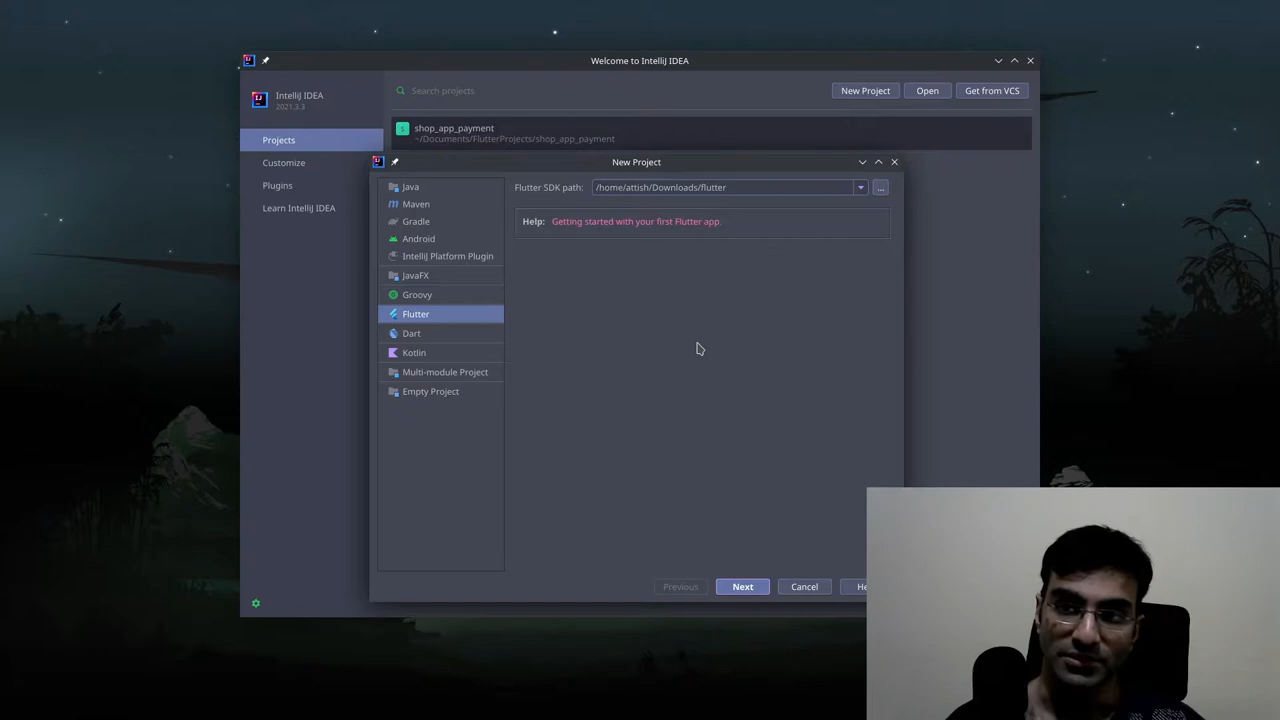 Welcome to IntelliJ IDEA
IntelliJ IDEA
2021.3.3
Search projects
New Project
Open
Get from VCS
Projects
Customize
Plugins
Learn IntelliJ IDEA
shop_app_payment
~/Documents/FlutterProjects/shop_app_payment
New Project
Java
Maven
Gradle
Android
IntelliJ Platform Plugin
JavaFX
Groovy
Flutter
Dart
Kotlin
Multi-module Project
Empty Project
Flutter SDK path: /home/attish/Downloads/flutter ...
Help: Getting started with your first Flutter app.
Previous
Next
Cancel